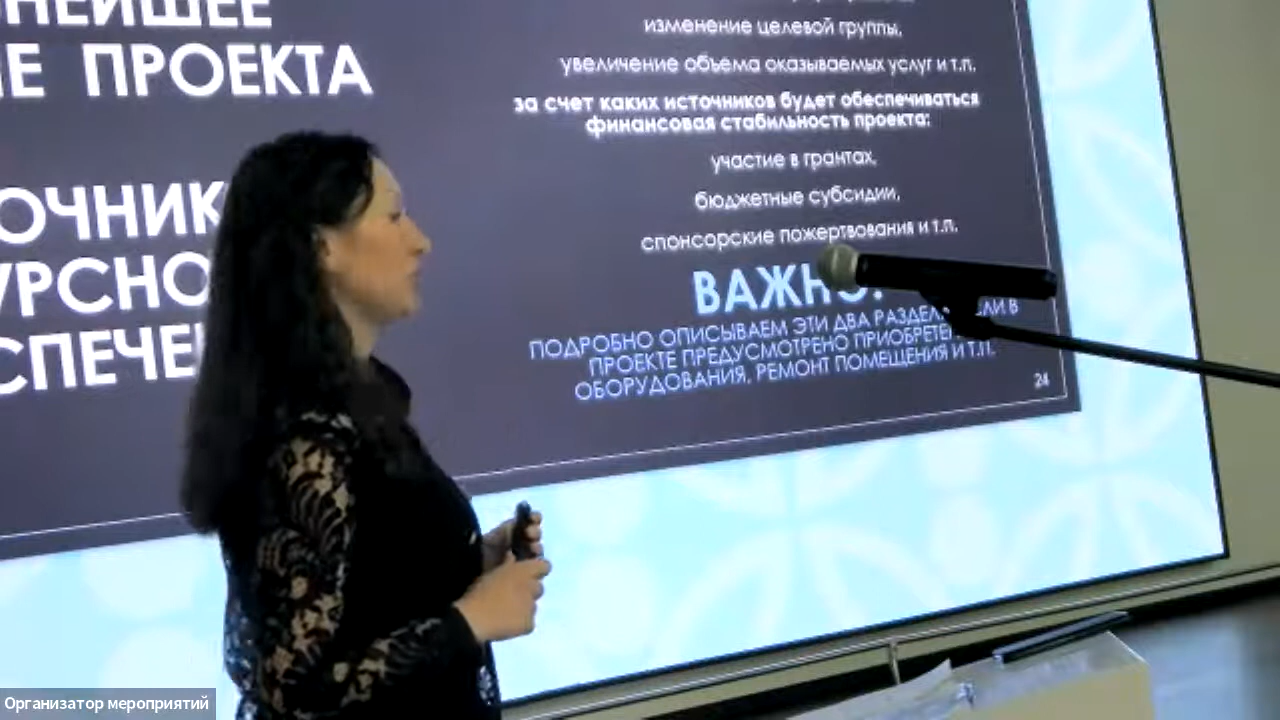 НЕЙШЕЕ
Е ПРОЕКТА
ОЧНИК
УРСНО
СПЕЧЕ
изменение целевой группы,
увеличение объема оказываемых услуг и т.п.
за счет каких источников будет обеспечиваться
финансовая стабильность проекта:
участие в грантах,
бюджетные субсидии,
спонсорские пожертвования и т.п.
ВАЖНО:
ПОДРОБНО ОПИСЫВАЕМ ЭТИ ДВА РАЗДЕЛ ЛИ В
ПРОЕКТЕ ПРЕДУСМОТРЕНО ПРИОБРЕТЕ
ОБОРУДОВАНИЯ, РЕМОНТ ПОМЕЩЕНИЯ И Т.П.
24
Организатор мероприятий